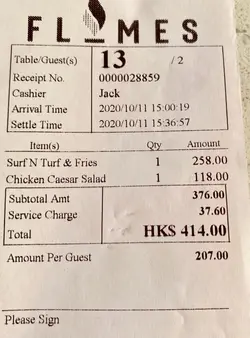 FLAMES
Table/Guest(s) 13 / 2
Receipt No. 0000028859
Cashier Jack
Arrival Time 2020/10/11 15:00:19
Settle Time 2020/10/11 15:36:57
Item(s) Qty Amount
Surf N Turf & Fries 1 258.00
Chicken Caesar Salad 1 118.00
Subtotal Amt 376.00
Service Charge 37.60
Total HK$ 414.00
Amount Per Guest 207.00
Please Sign